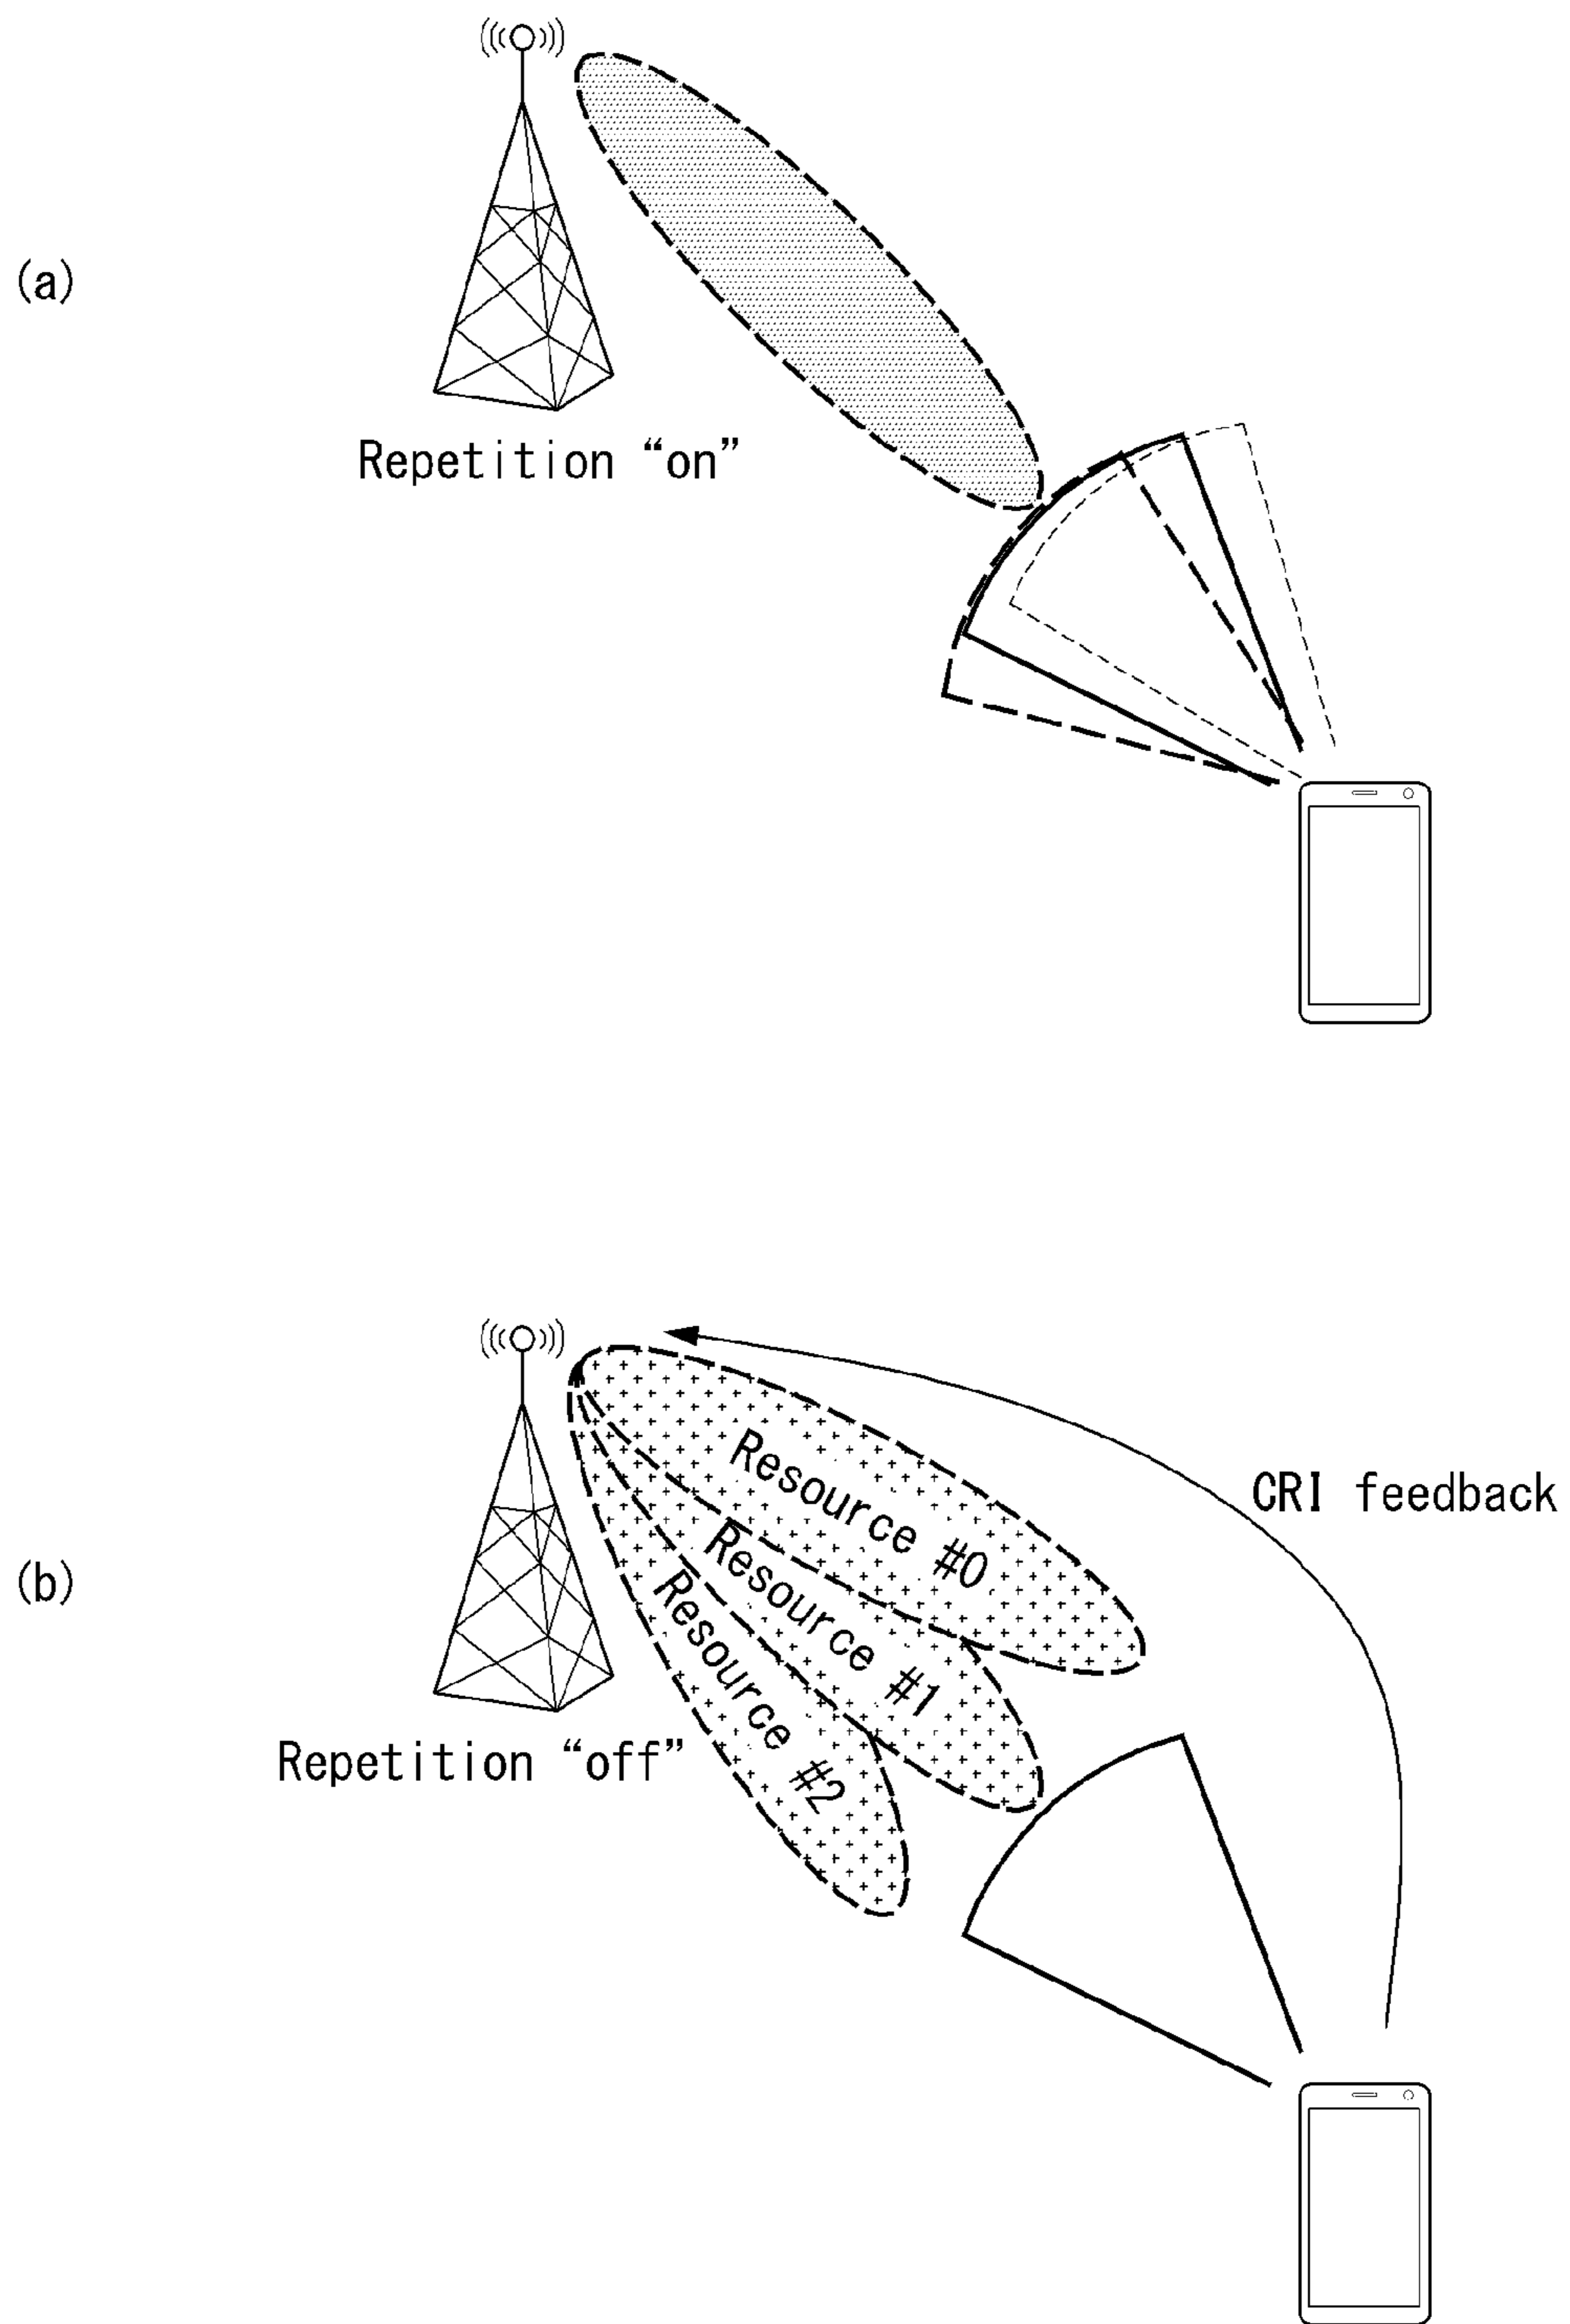 (a)
Repetition “on”
(b)
Resource #0
Resource #1
Resource #2
CRI feedback
Repetition “off”